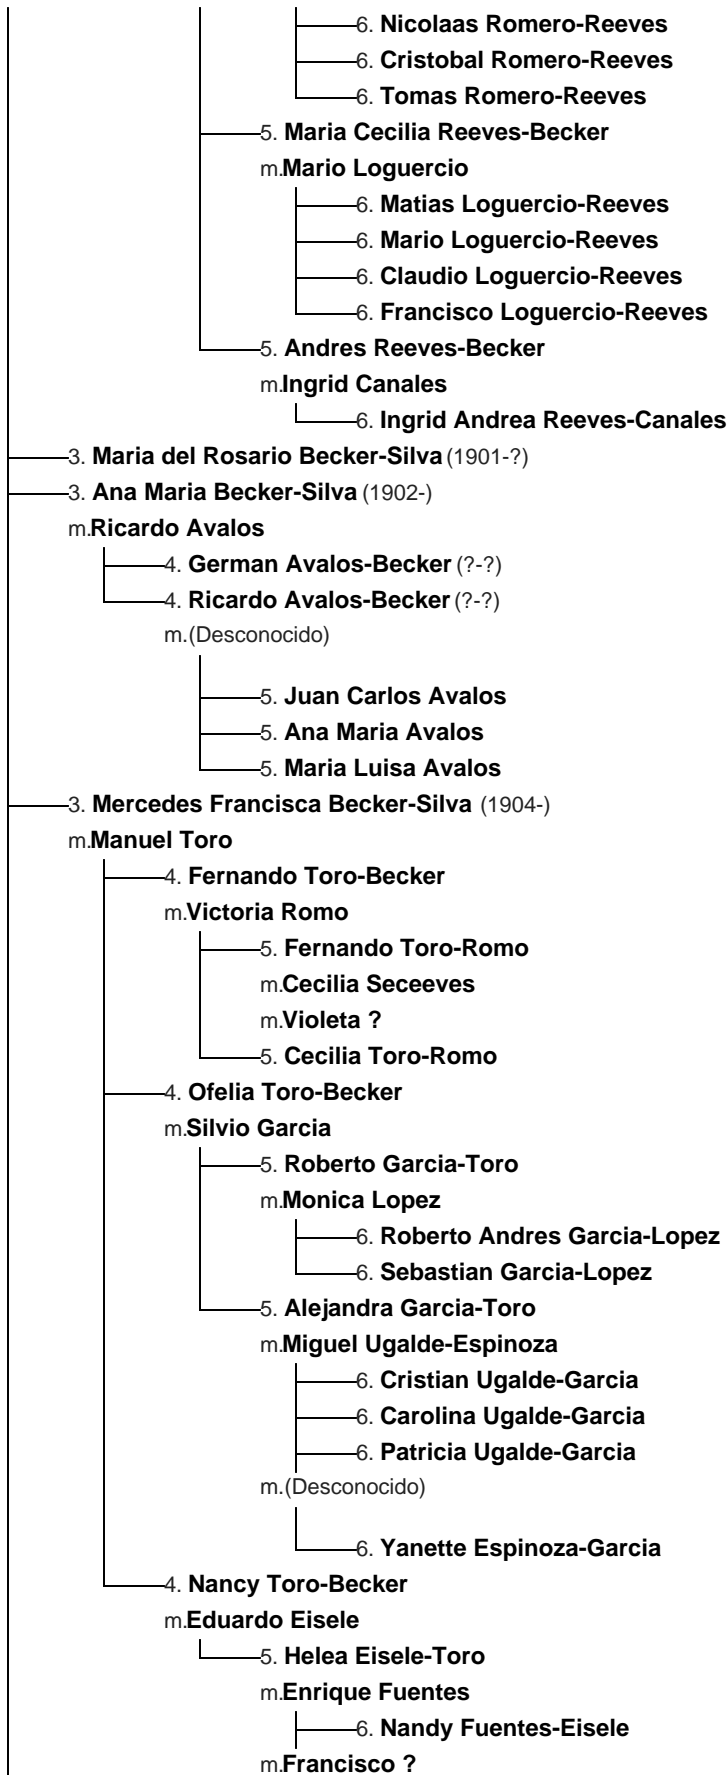 6. Nicolaas Romero-Reeves
6. Cristobal Romero-Reeves
6. Tomas Romero-Reeves
5. Maria Cecilia Reeves-Becker
m.Mario Loguercio
6. Matias Loguercio-Reeves
6. Mario Loguercio-Reeves
6. Claudio Loguercio-Reeves
6. Francisco Loguercio-Reeves
5. Andres Reeves-Becker
m.Ingrid Canales
6. Ingrid Andrea Reeves-Canales
3. Maria del Rosario Becker-Silva (1901-?)
3. Ana Maria Becker-Silva (1902-)
m.Ricardo Avalos
4. German Avalos-Becker (?-?)
4. Ricardo Avalos-Becker (?-?)
m.(Desconocido)
5. Juan Carlos Avalos
5. Ana Maria Avalos
5. Maria Luisa Avalos
3. Mercedes Francisca Becker-Silva (1904-)
m.Manuel Toro
4. Fernando Toro-Becker
m.Victoria Romo
5. Fernando Toro-Romo
m.Cecilia Seceeves
m.Violeta ?
5. Cecilia Toro-Romo
4. Ofelia Toro-Becker
m.Silvio Garcia
5. Roberto Garcia-Toro
m.Monica Lopez
6. Roberto Andres Garcia-Lopez
6. Sebastian Garcia-Lopez
5. Alejandra Garcia-Toro
m.Miguel Ugalde-Espinoza
6. Cristian Ugalde-Garcia
6. Carolina Ugalde-Garcia
6. Patricia Ugalde-Garcia
m.(Desconocido)
6. Yanette Espinoza-Garcia
4. Nancy Toro-Becker
m.Eduardo Eisele
5. Helea Eisele-Toro
m.Enrique Fuentes
6. Nandy Fuentes-Eisele
m.Francisco ?